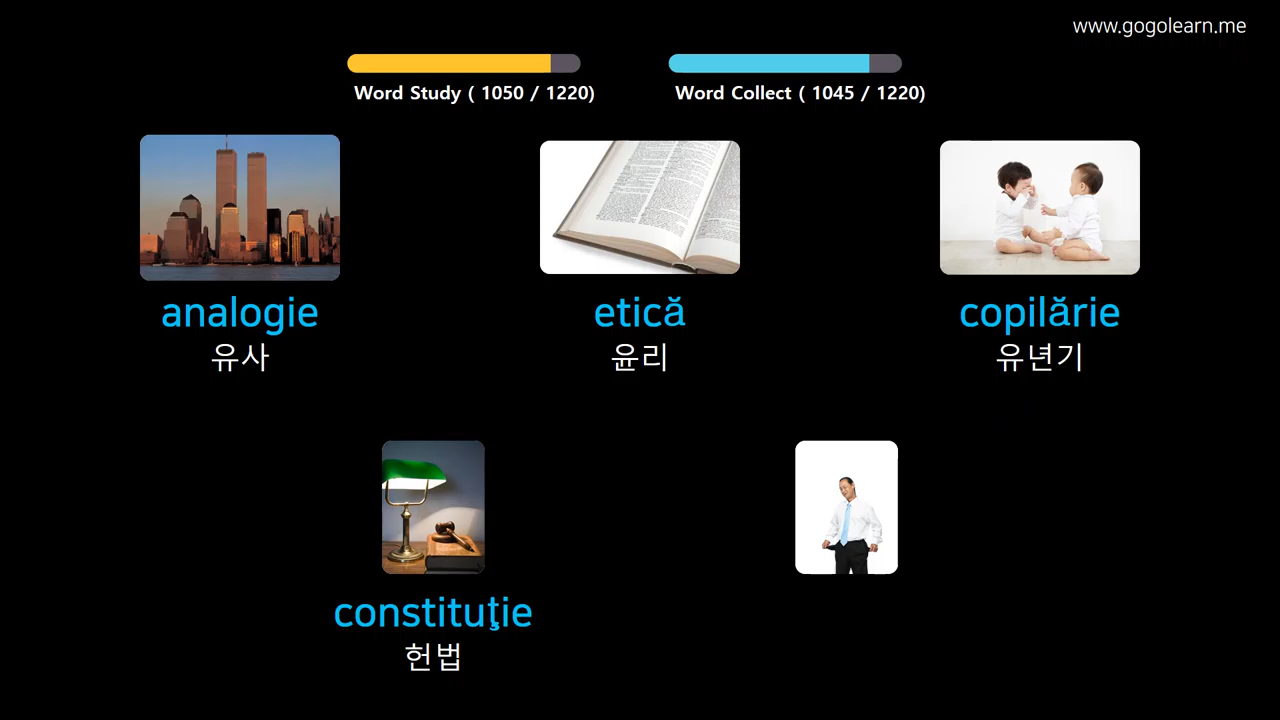 www.gogolearn.me
Word Study ( 1050 / 1220)
Word Collect ( 1045 / 1220)
analogie
유사
etică
윤리
copilărie
유년기
constituţie
헌법